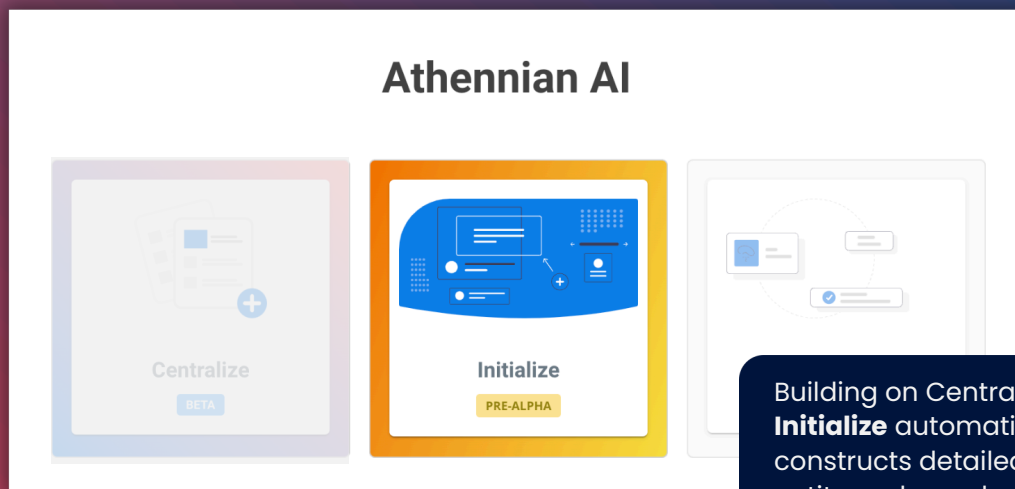 Athennian AI
Centralize
BETA
Initialize
PRE-ALPHA
Building on Centra
Initialize automati
constructs detailed